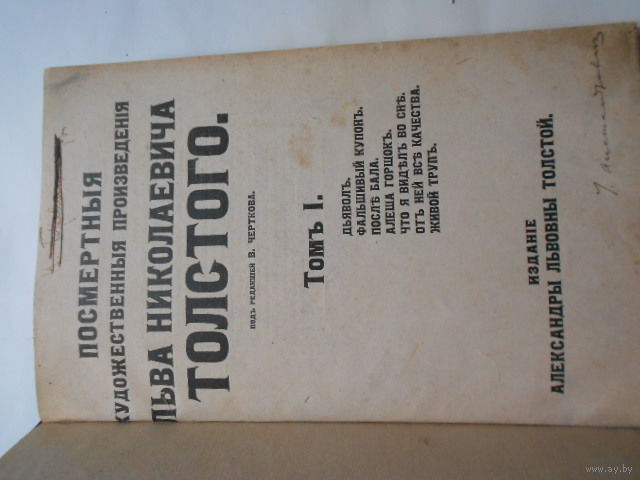 ПОСМЕРТНЫЯ
ХУДОЖЕСТВЕННЫЯ ПРОИЗВЕДЕНІЯ
ЛЬВА НИКОЛАЕВИЧА
ТОЛСТОГО.
ПОДЪ РЕДАКЦІЕЙ В. ЧЕРТКОВА.
Томъ I.
ДЬЯВОЛЪ.
ФАЛЬШИВЫЙ КУПОНЪ.
ПОСЛѢ БАЛА.
АЛЕША ГОРШОКЪ.
ЧТО Я ВИДѢЛЪ ВО СНѢ.
ОТЪ НЕЙ ВСѢ КАЧЕСТВА.
ЖИВОЙ ТРУПЪ.
ИЗДАНІЕ
АЛЕКСАНДРЫ ЛЬВОВНЫ ТОЛСТОЙ.
www.ay.by